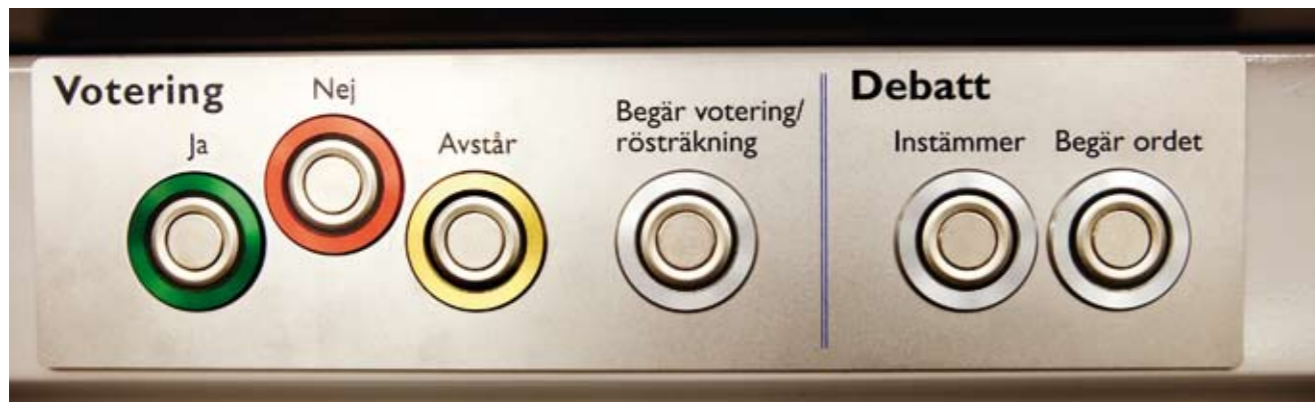 Votering
Ja
Nej
Avstår
Begär votering/
rösträkning
Debatt
Instämmer
Begär ordet